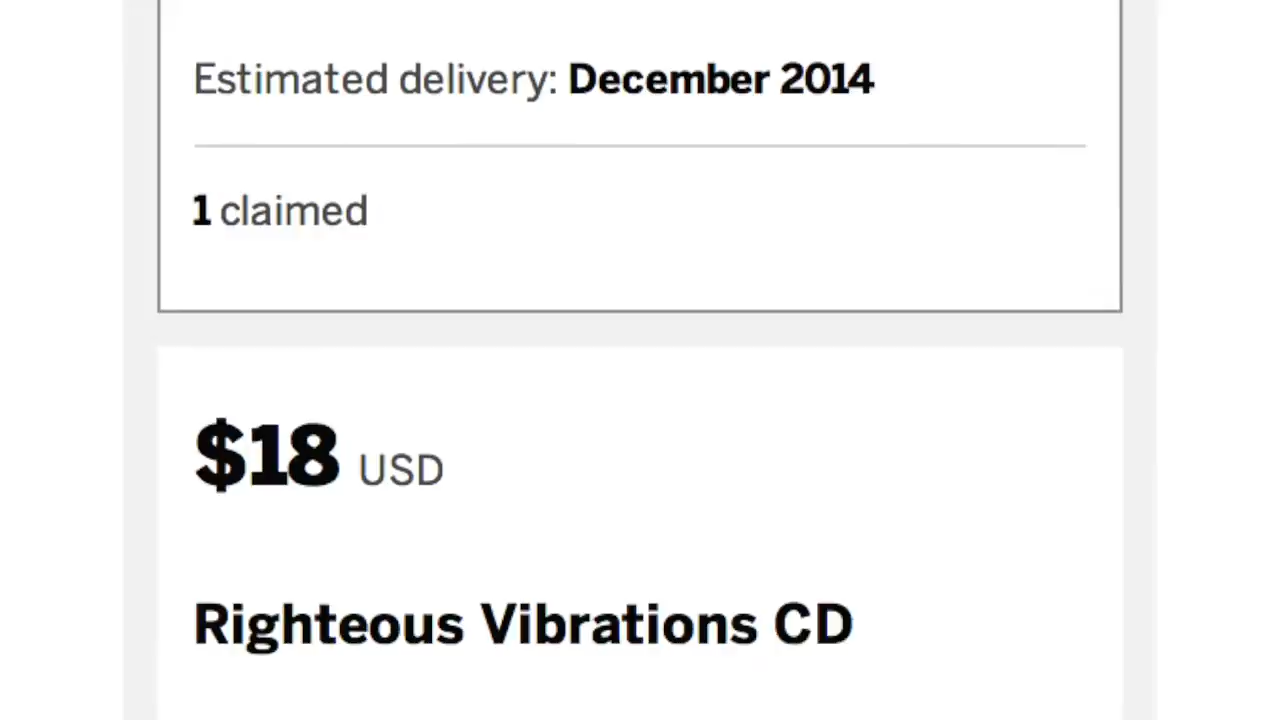 Estimated delivery: December 2014
1 claimed
$18 USD
Righteous Vibrations CD